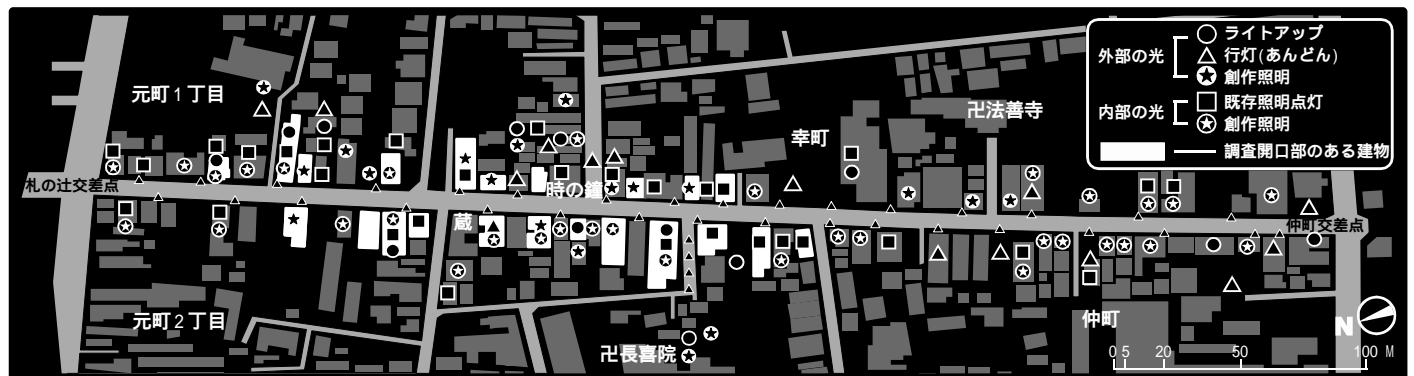 外部の光
ライトアップ
行灯(あんどん)
創作照明
内部の光
既存照明点灯
創作照明
調査開口部のある建物
元町1丁目
幸町
卍法善寺
札の辻交差点
時の鐘
蔵
仲町交差点
元町2丁目
卍長喜院
仲町
N
0 5 20 50 100 M